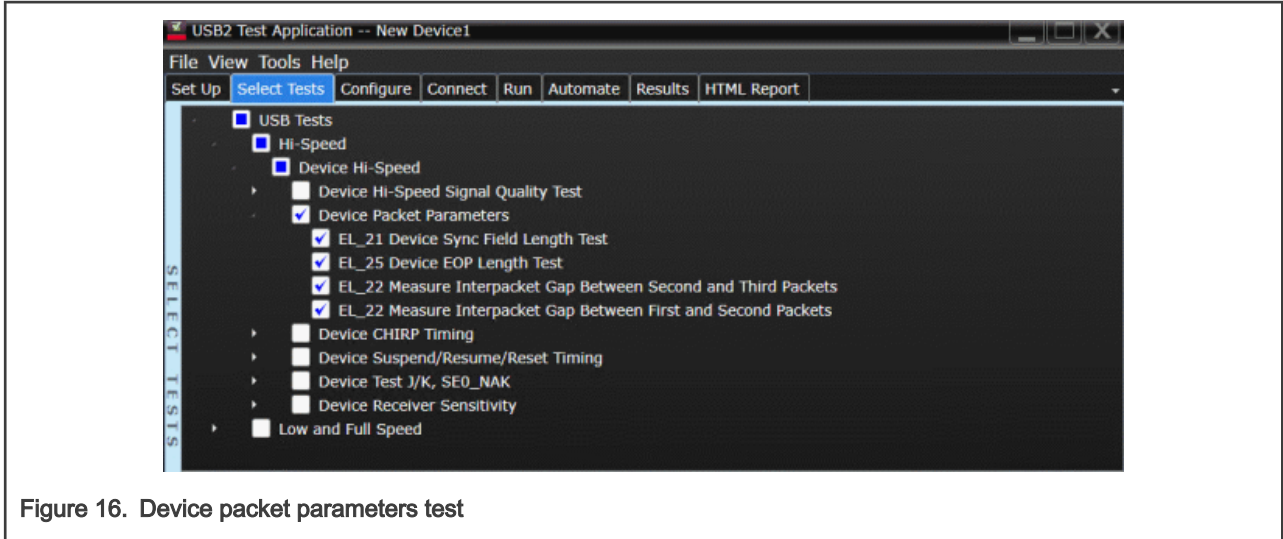 USB2 Test Application -- New Device1
File View Tools Help
Set Up Select Tests Configure Connect Run Automate Results HTML Report
USB Tests
Hi-Speed
Device Hi-Speed
Device Hi-Speed Signal Quality Test
Device Packet Parameters
EL_21 Device Sync Field Length Test
EL_25 Device EOP Length Test
EL_22 Measure Interpacket Gap Between Second and Third Packets
EL_22 Measure Interpacket Gap Between First and Second Packets
Device CHIRP Timing
Device Suspend/Resume/Reset Timing
Device Test J/K, SE0_NAK
Device Receiver Sensitivity
Low and Full Speed
SELECT TESTS
Figure 16. Device packet parameters test